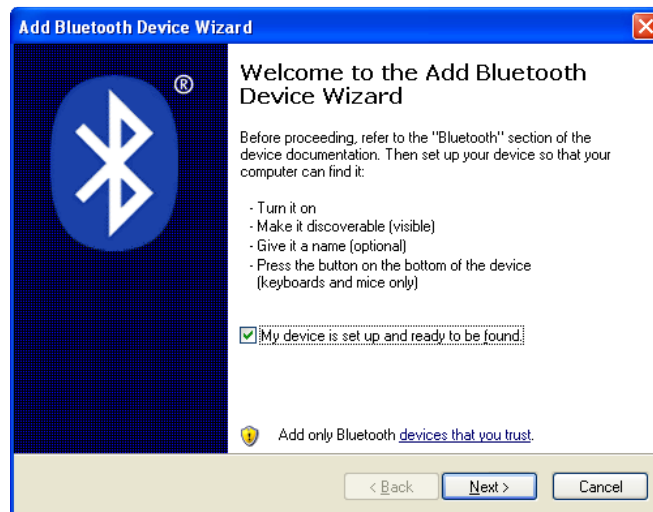 Add Bluetooth Device Wizard
®
Welcome to the Add Bluetooth
Device Wizard
Before proceeding, refer to the "Bluetooth" section of the
device documentation. Then set up your device so that your
computer can find it:
- Turn it on
- Make it discoverable (visible)
- Give it a name (optional)
- Press the button on the bottom of the device
(keyboards and mice only)
My device is set up and ready to be found.
Add only Bluetooth devices that you trust.
< Back Next > Cancel